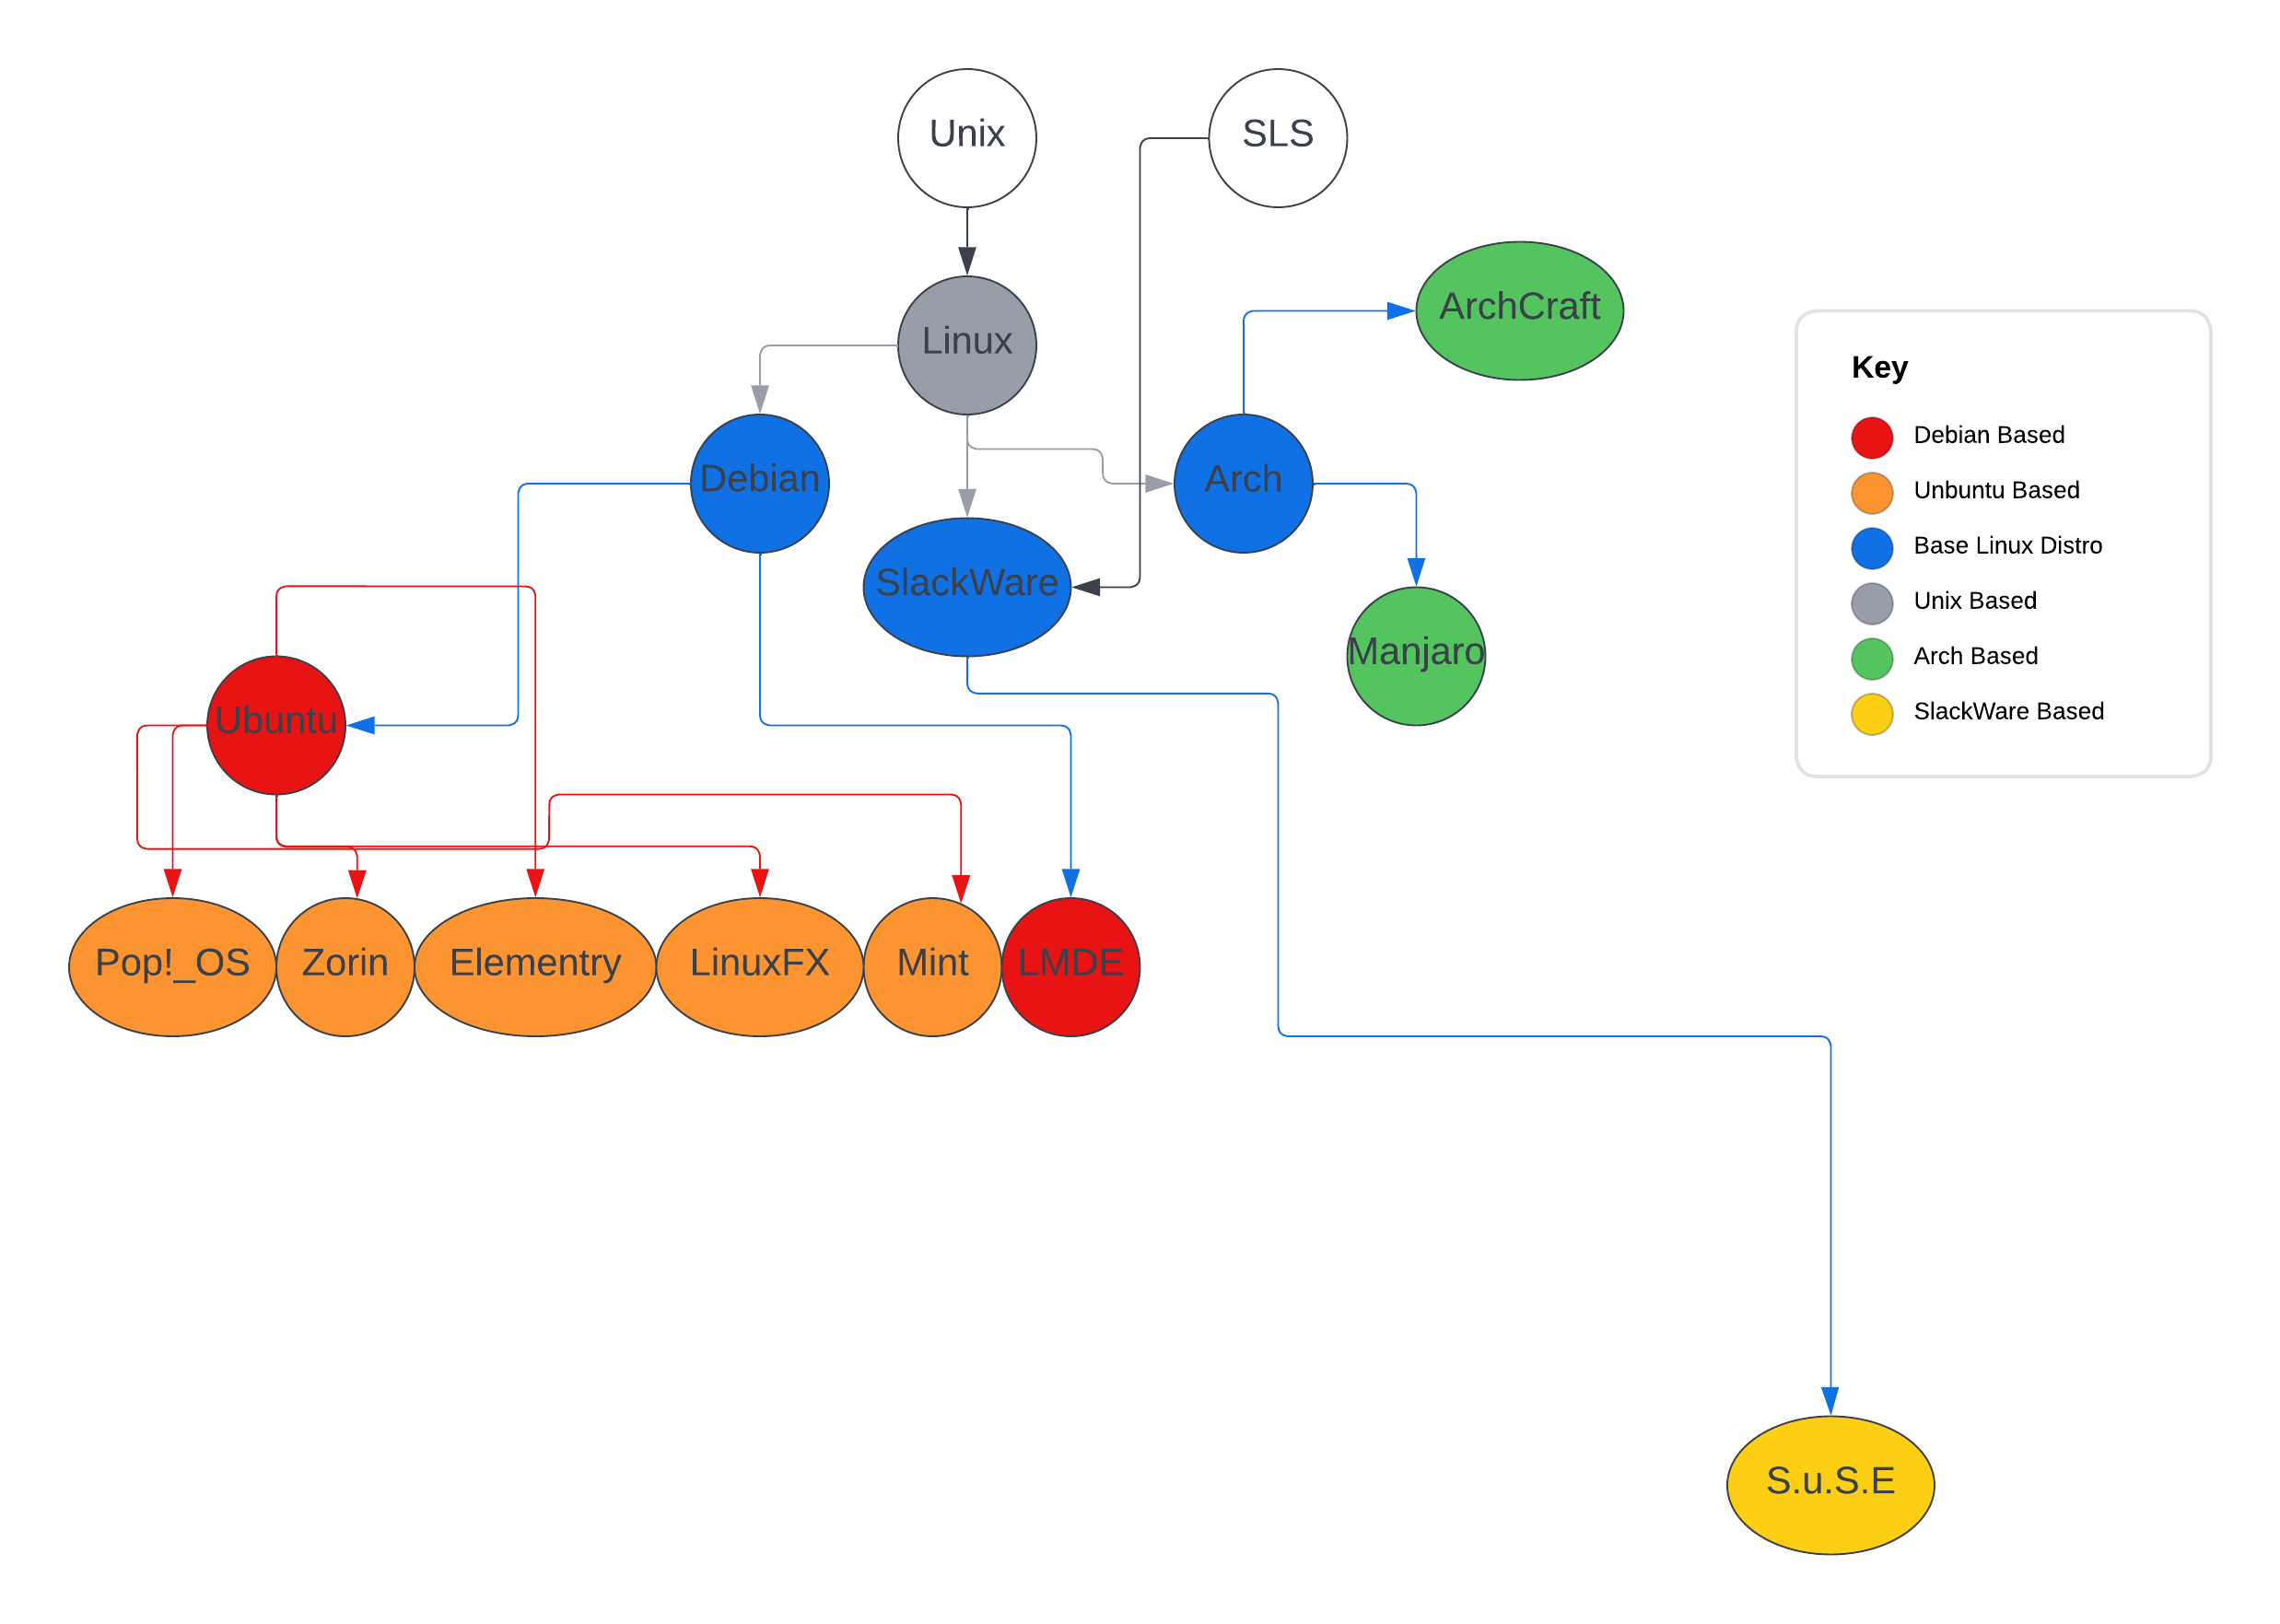 Unix
SLS
ArchCraft
Linux
Key
Debian Based
Unbuntu Based
Base Linux Distro
Unix Based
Arch Based
SlackWare Based
Debian
Arch
SlackWare
Manjaro
Ubuntu
Pop!_OS
Zorin
Elementry
LinuxFX
Mint
LMDE
S.u.S.E